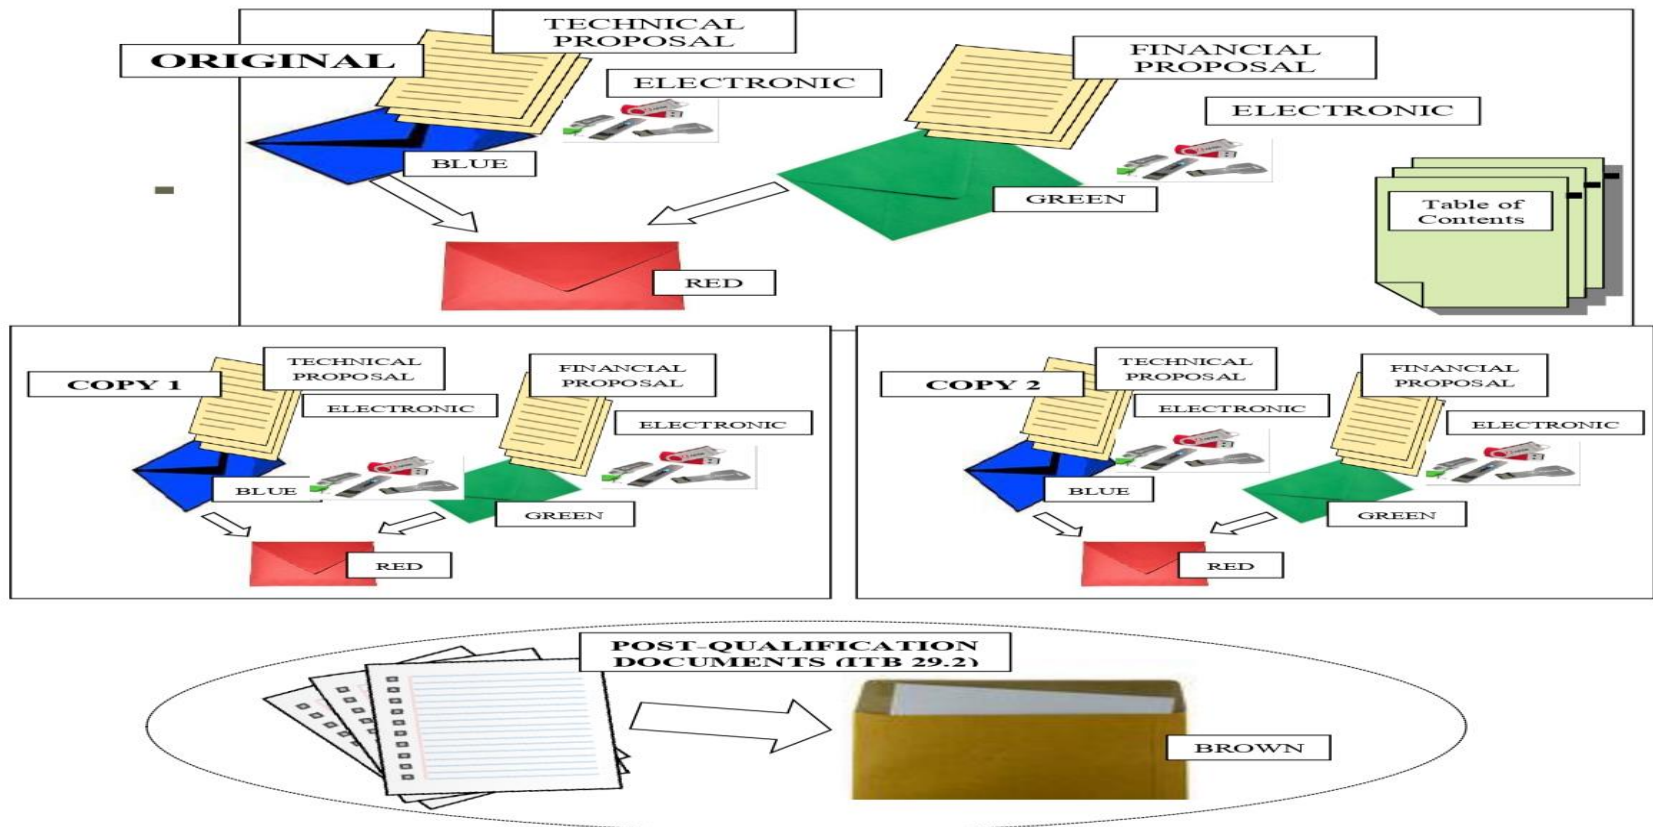 ORIGINAL
TECHNICAL
PROPOSAL
ELECTRONIC
BLUE
FINANCIAL
PROPOSAL
ELECTRONIC
GREEN
RED
Table of
Contents
COPY 1
TECHNICAL
PROPOSAL
ELECTRONIC
BLUE
FINANCIAL
PROPOSAL
ELECTRONIC
GREEN
RED
COPY 2
TECHNICAL
PROPOSAL
ELECTRONIC
BLUE
FINANCIAL
PROPOSAL
ELECTRONIC
GREEN
RED
POST-QUALIFICATION
DOCUMENTS (ITB 29.2)
BROWN